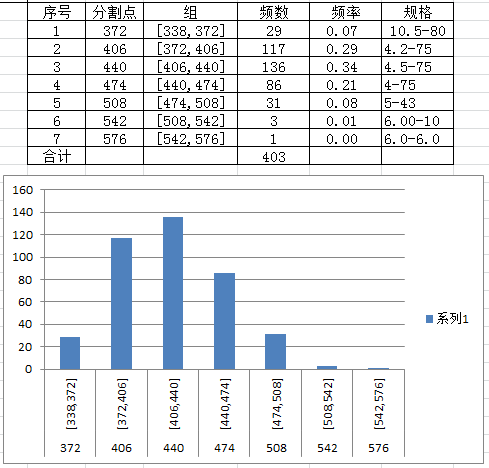 序号 分割点 组 频数 频率 规格
1 372 [338,372] 29 0.07 10.5-80
2 406 [372,406] 117 0.29 4.2-75
3 440 [406,440] 136 0.34 4.5-75
4 474 [440,474] 86 0.21 4-75
5 508 [474,508] 31 0.08 5-43
6 542 [508,542] 3 0.01 6.00-10
7 576 [542,576] 1 0.00 6.0-6.0
合计 403
160
140
120
100
80
60
40
20
0
系列1
[338,372] [372,406] [406,440] [440,474] [474,508] [508,542] [542,576]
372 406 440 474 508 542 576